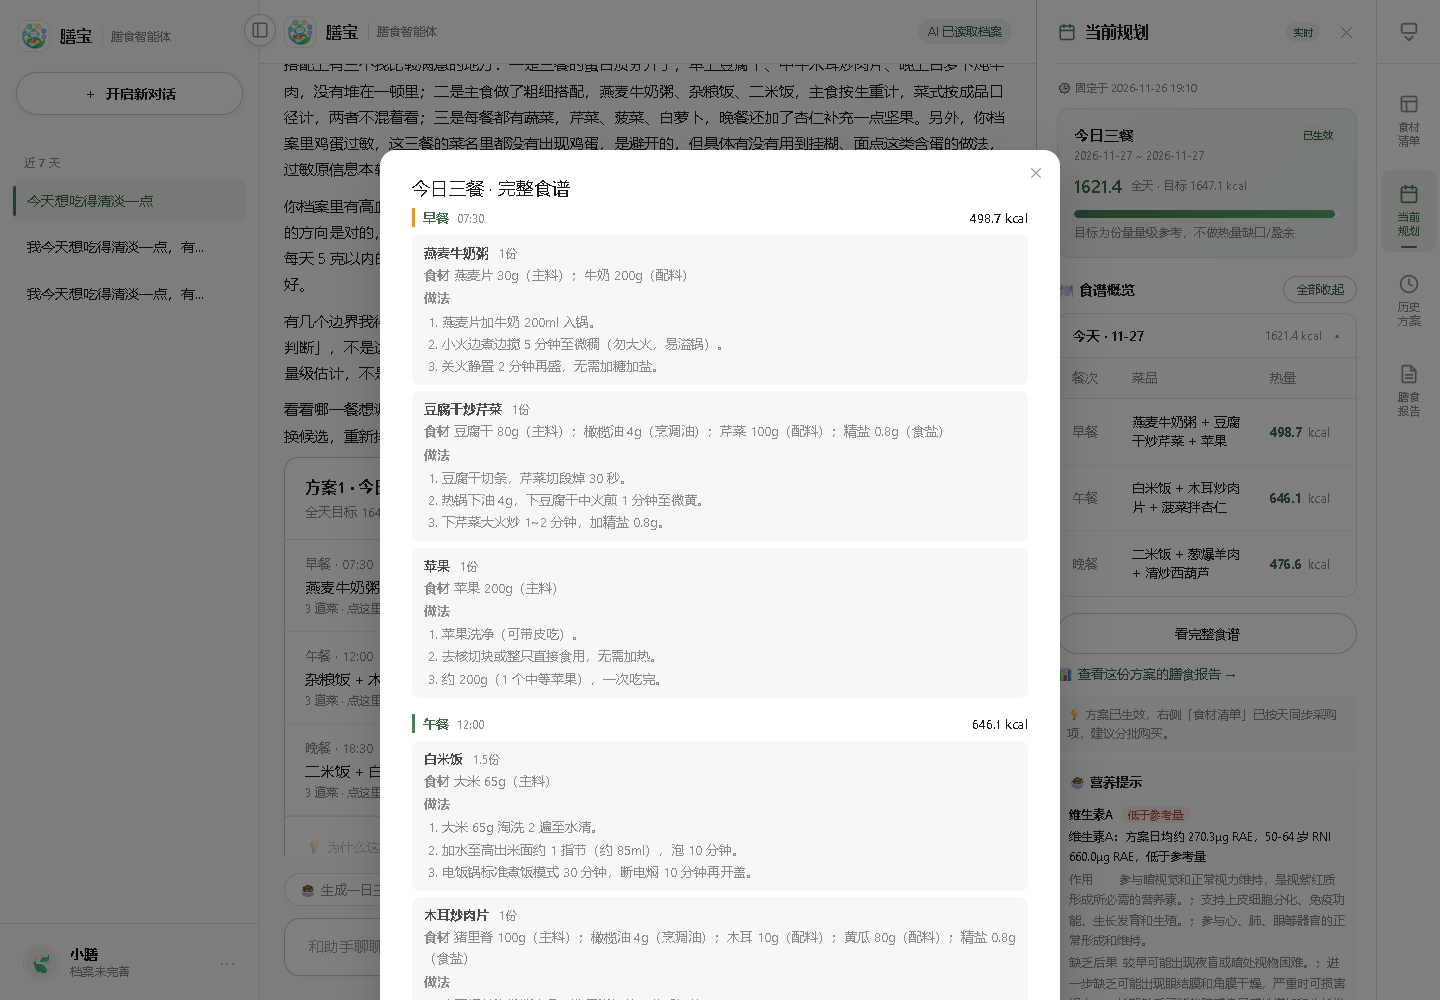 膳宝 膳食智能体
+ 开启新对话
近 7 天
今天想吃得清淡一点
我今天想吃得清淡一点，有...
我今天想吃得清淡一点，有...
小膳
档案未完善
...
膳宝 膳食智能体
AI 已读取档案
肉，没有堆在一顿里；二是主食做了粗细搭配，燕麦牛奶粥、杂粮饭、二米饭，主食按生重计，菜式按成品口
径计，两者不混着看；三是每餐都有蔬菜，芹菜、菠菜、白萝卜，晚餐还加了杏仁补充一点坚果。另外，你档
案里写鸡蛋过敏，这三餐的菜名里都没有出现鸡蛋，是避开的，但具体有没有用到挂糊、面点这类含蛋的做法，
过敏原信息本
你档案里有高血
的方向是对的，
每天 5 克以内
好。
有几个边界我
判断」，不是
量级估计，不
看看哪一餐想
换候选，重新
方案1 · 今
全天目标 164
早餐 · 07:30
燕麦牛奶粥
3 道菜 · 点这里
午餐 · 12:00
杂粮饭 + 木
3 道菜 · 点这里
晚餐 · 18:30
二米饭 + 白
3 道菜 · 点这里
为什么这
生成一日三
和助手聊聊
今日三餐 · 完整食谱
早餐 07:30 498.7 kcal
燕麦牛奶粥 1份
食材 燕麦片 30g（主料）；牛奶 200g（配料）
做法
1. 燕麦片加牛奶 200ml 入锅。
2. 小火边煮边搅 5 分钟至微稠（勿大火，易溢锅）。
3. 关火静置 2 分钟再盛，无需加糖加盐。
豆腐干炒芹菜 1份
食材 豆腐干 80g（主料）；橄榄油 4g（烹调油）；芹菜 100g（配料）；精盐 0.8g（食盐）
做法
1. 豆腐干切条，芹菜切段焯 30 秒。
2. 热锅下油 4g，下豆腐干中火煎 1 分钟至微黄。
3. 下芹菜大火炒 1~2 分钟，加精盐 0.8g。
苹果 1份
食材 苹果 200g（主料）
做法
1. 苹果洗净（可带皮吃）。
2. 去核切块或整只直接食用，无需加热。
3. 约 200g（1 个中等苹果），一次吃完。
午餐 12:00 646.1 kcal
白米饭 1.5份
食材 大米 65g（主料）
做法
1. 大米 65g 淘洗 2 遍至水清。
2. 加水至高出米面约 1 指节（约 85ml），泡 10 分钟。
3. 电饭锅标准煮饭模式 30 分钟，断电焖 10 分钟再开盖。
木耳炒肉片 1份
食材 猪里脊 100g（主料）；橄榄油 4g（烹调油）；木耳 10g（配料）；黄瓜 80g（配料）；精盐 0.8g
（食盐）
做法
当前规划 实时
固定于 2026-11-26 19:10
今日三餐 已生效
2026-11-27 ~ 2026-11-27
1621.4 全天 · 目标 1647.1 kcal
目标为份量量级参考，不做热量缺口/盈余
食谱概览 全部收起
今天 · 11-27 1621.4 kcal
餐次 菜品 热量
早餐 燕麦牛奶粥 + 豆腐 498.7 kcal
干炒芹菜 + 苹果
午餐 白米饭 + 木耳炒肉 646.1 kcal
片 + 菠菜拌杏仁
晚餐 二米饭 + 葱爆羊肉 476.6 kcal
+ 清炒西葫芦
看完整食谱
查看这份方案的膳食报告 →
方案已生效，右侧「食材清单」已按天同步采购
项，建议分批购买。
营养提示
维生素A 低于参考量
维生素A：方案日均约 270.3μg RAE，50-64 岁 RNI
660.0μg RAE，低于参考量
作用 参与暗视觉和正常视力维持，是视紫红质
形成所必需的营养素。；支持上皮细胞分化、免疫功
能、生长发育和生殖。；参与心、肺、眼等器官的正
常形成和维持。
缺乏后果 较早可能出现夜盲或暗处视物困难。；进
一步缺乏可能出现眼结膜和角膜干燥，严重时可损害
食材
清单
当前
规划
历史
方案
膳食
报告